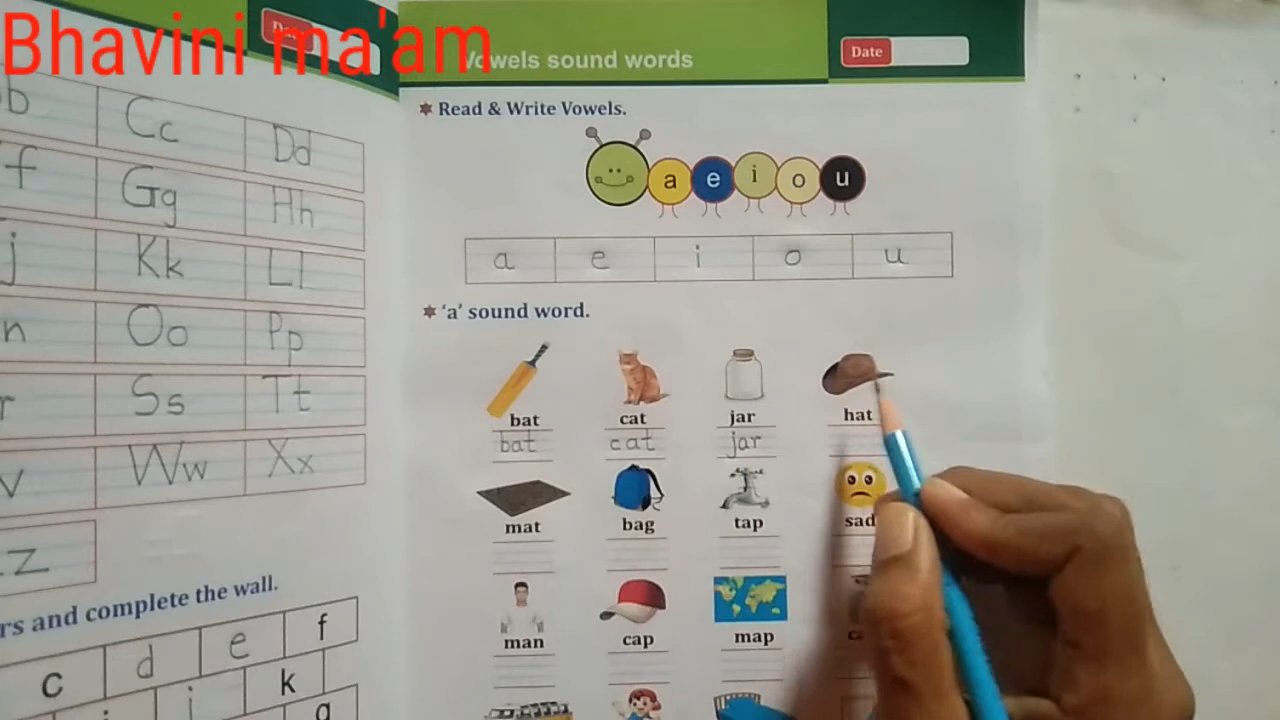 Bhavini ma'am
Date
b Cc Dd
f Gg Hh
j Kk Ll
n Oo Pp
r Ss Tt
v Ww Xx
z
rs and complete the wall.
c d e f
k
Vowels sound words
Date
Read & Write Vowels.
a e i o u
a e i o u
'a' sound word.
bat cat jar hat
bat cat jar
mat bag tap sad
man cap map